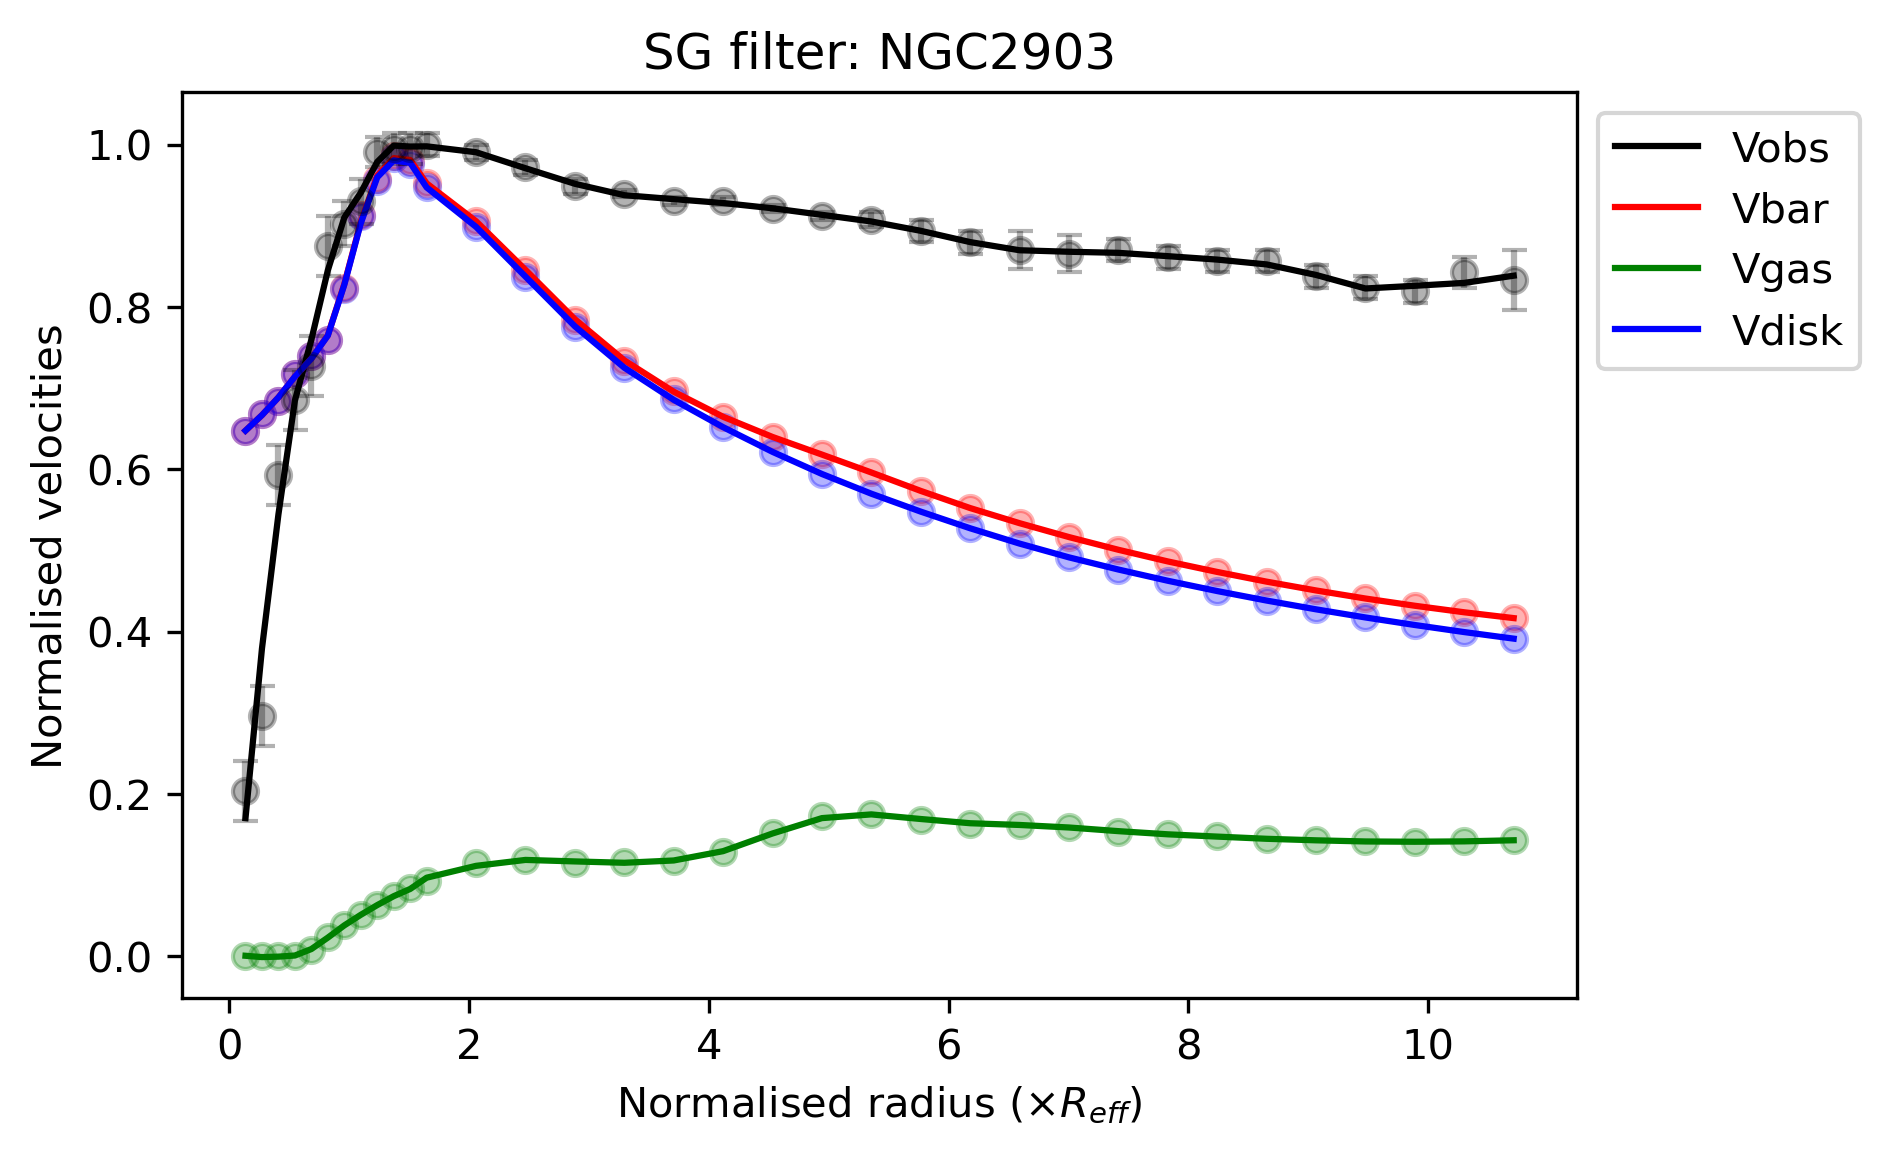 SG filter: NGC2903
Normalised velocities
1.0
0.8
0.6
0.4
0.2
0.0
0 2 4 6 8 10
Normalised radius (×R_eff)
Vobs
Vbar
Vgas
Vdisk